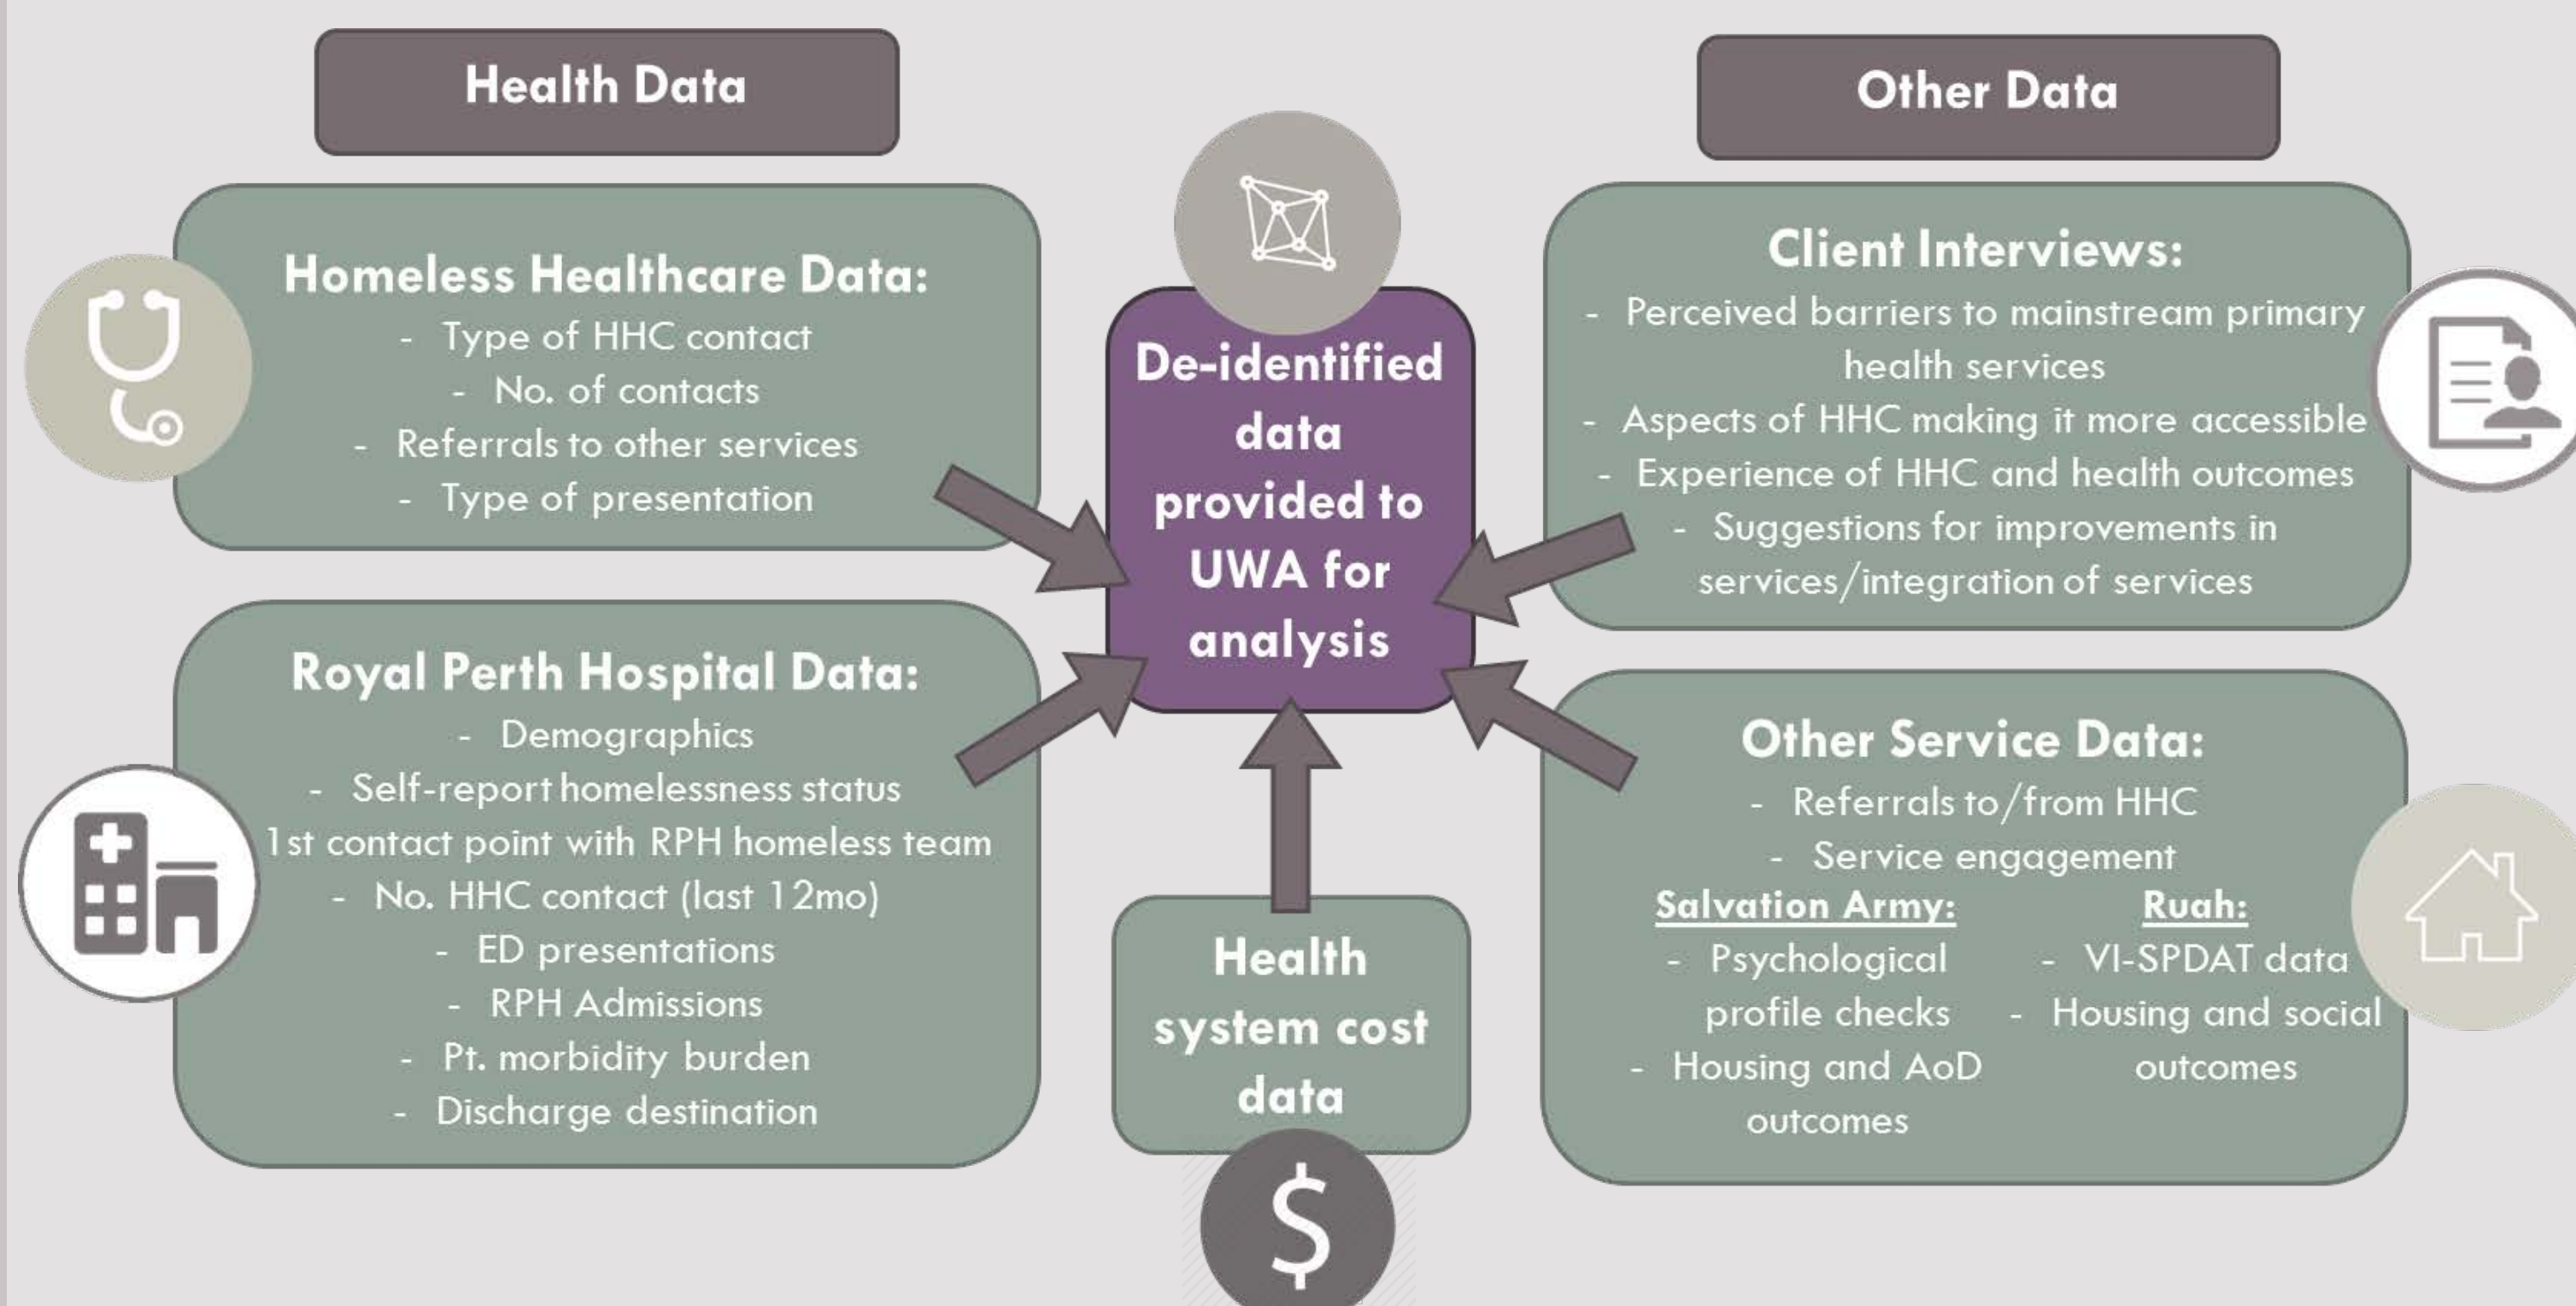 Health Data
Homeless Healthcare Data:
- Type of HHC contact
- No. of contacts
- Referrals to other services
- Type of presentation
Royal Perth Hospital Data:
- Demographics
- Self-report homelessness status
1st contact point with RPH homeless team
- No. HHC contact (last 12mo)
- ED presentations
- RPH Admissions
- Pt. morbidity burden
- Discharge destination
De-identified
data
provided to
UWA for
analysis
Health
system cost
data
$
Other Data
Client Interviews:
- Perceived barriers to mainstream primary
health services
- Aspects of HHC making it more accessible
- Experience of HHC and health outcomes
- Suggestions for improvements in
services/integration of services
Other Service Data:
- Referrals to/from HHC
- Service engagement
Salvation Army:
- Psychological
profile checks
- Housing and AoD
outcomes
Ruah:
- VI-SPDAT data
- Housing and social
outcomes